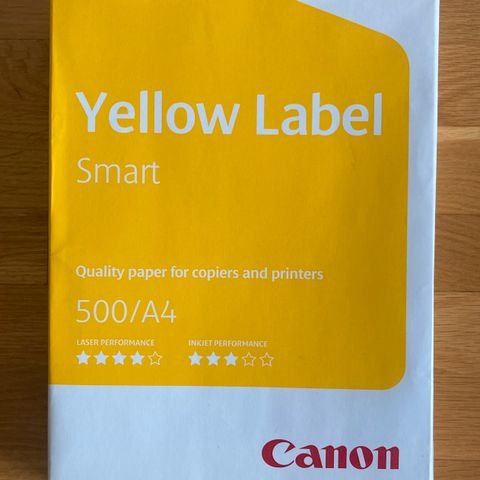 Yellow Label
Smart
Quality paper for copiers and printers
500/A4
LASER PERFORMANCE INKJET PERFORMANCE
Canon